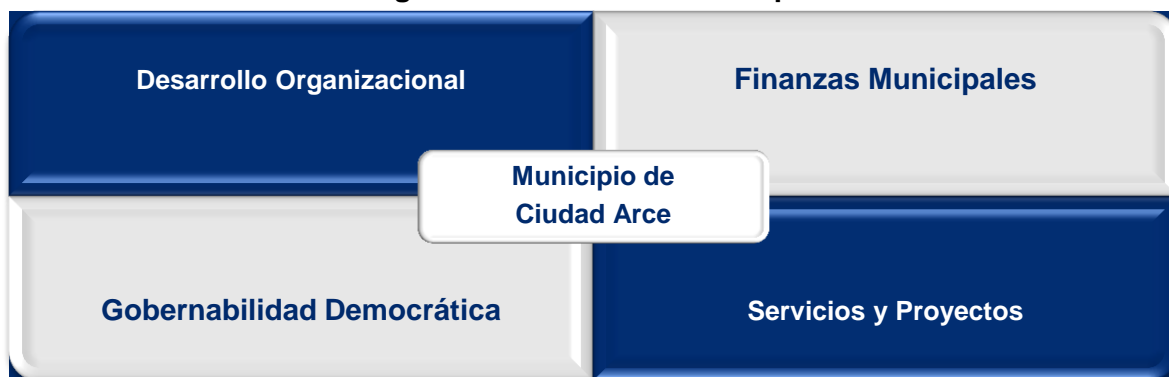 Desarrollo Organizacional
Finanzas Municipales
Municipio de
Ciudad Arce
Gobernabilidad Democrática
Servicios y Proyectos